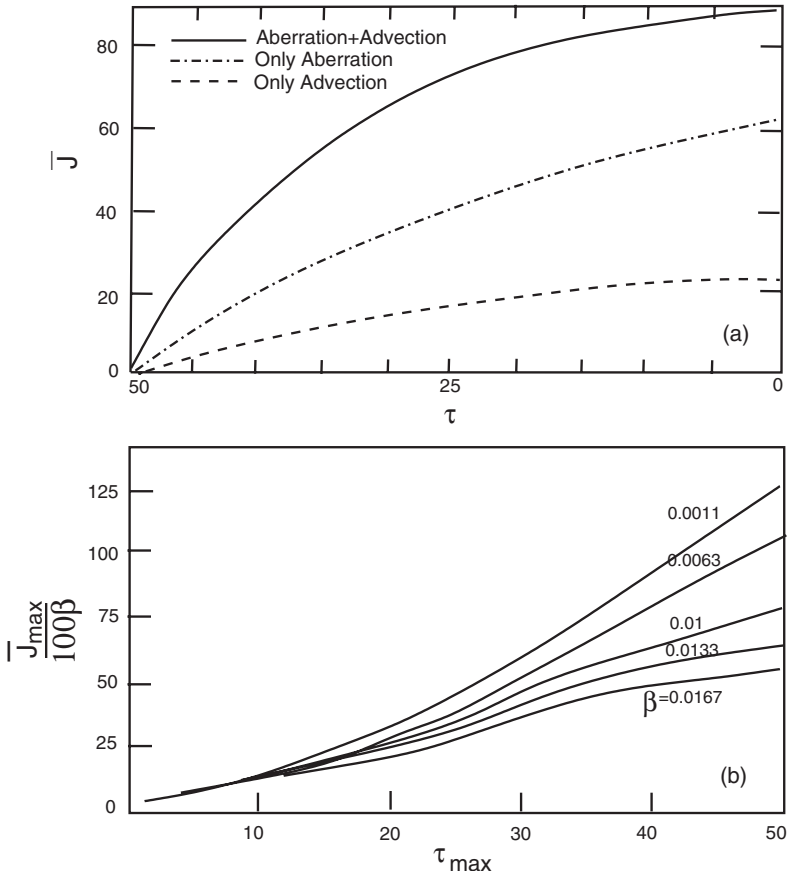 80
60
40
20
0
J̅
Aberration+Advection
Only Aberration
Only Advection
(a)
50
25
0
τ
125
100
75
50
25
0
J̅max
100β
0.0011
0.0063
0.01
0.0133
β=0.0167
(b)
10
20
30
40
50
τmax